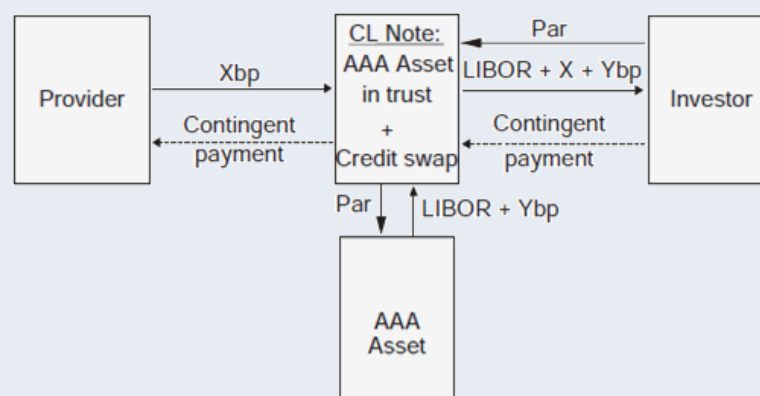 CL Note:
AAA Asset
in trust
+
Credit swap
Provider
Xbp
Contingent
payment
Par
LIBOR + X + Ybp
Contingent
payment
Investor
Par
LIBOR + Ybp
AAA
Asset